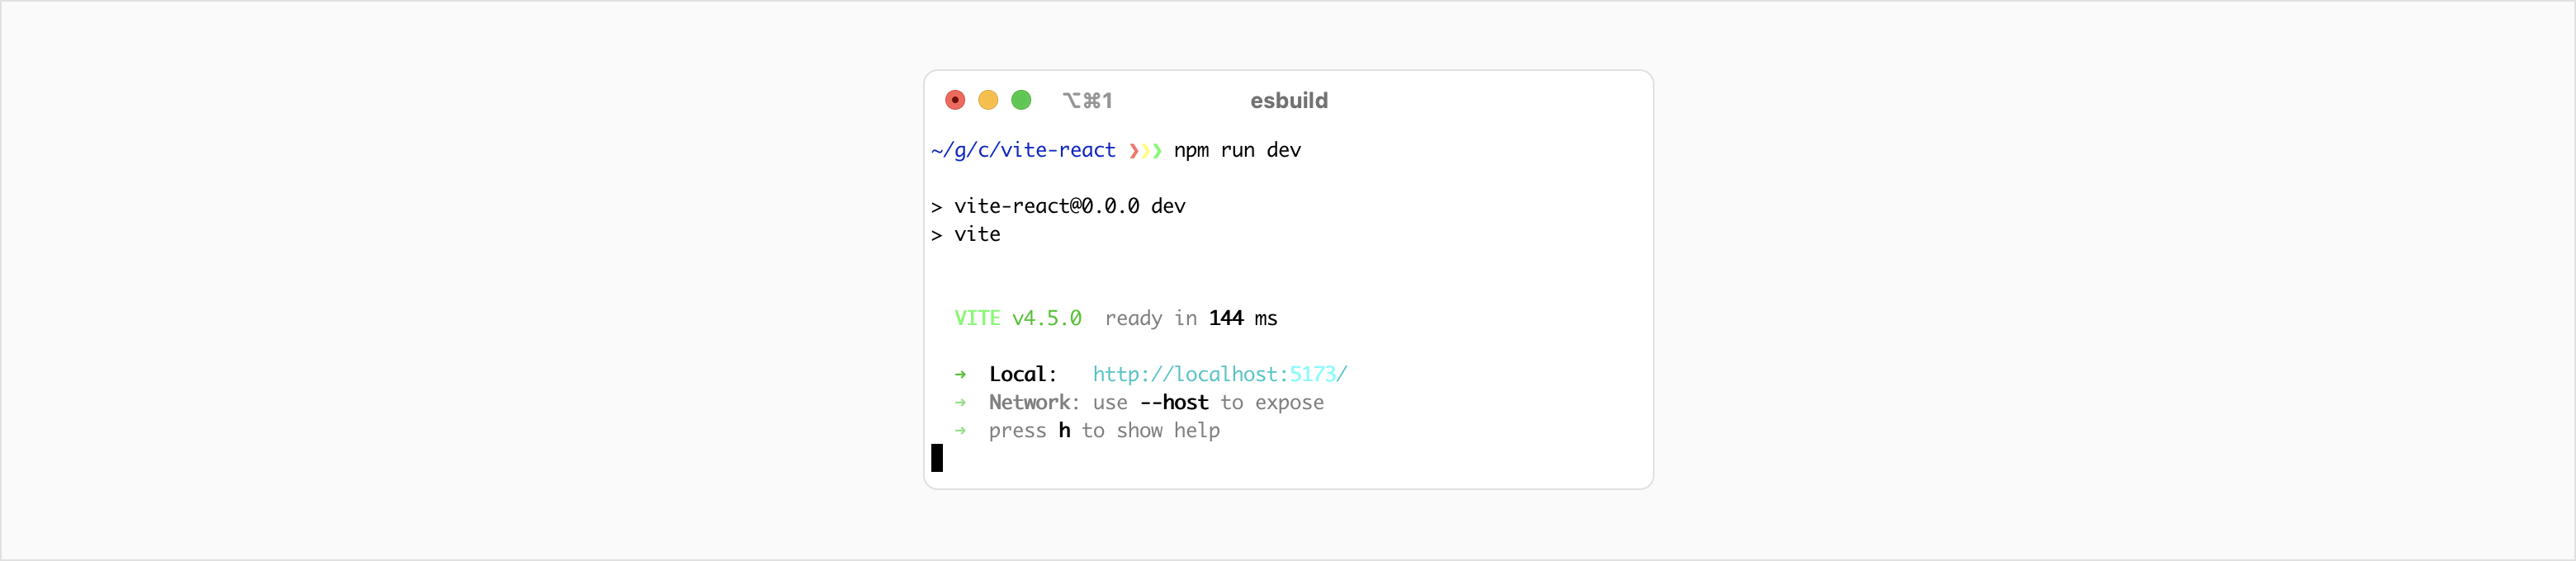 ⌥⌘1 esbuild
~/g/c/vite-react ❯❯❯ npm run dev
> vite-react@0.0.0 dev
> vite
VITE v4.5.0  ready in 144 ms
➜  Local:   http://localhost:5173/
➜  Network: use --host to expose
➜  press h to show help